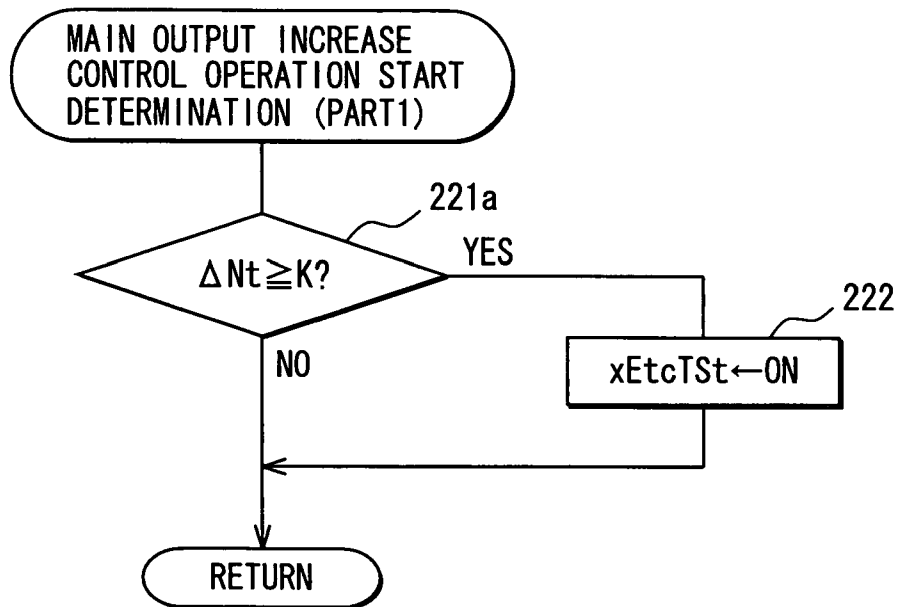 MAIN OUTPUT INCREASE
CONTROL OPERATION START
DETERMINATION (PART1)
221a
ΔNt≧K?
YES
222
NO
xEtcTSt←ON
RETURN